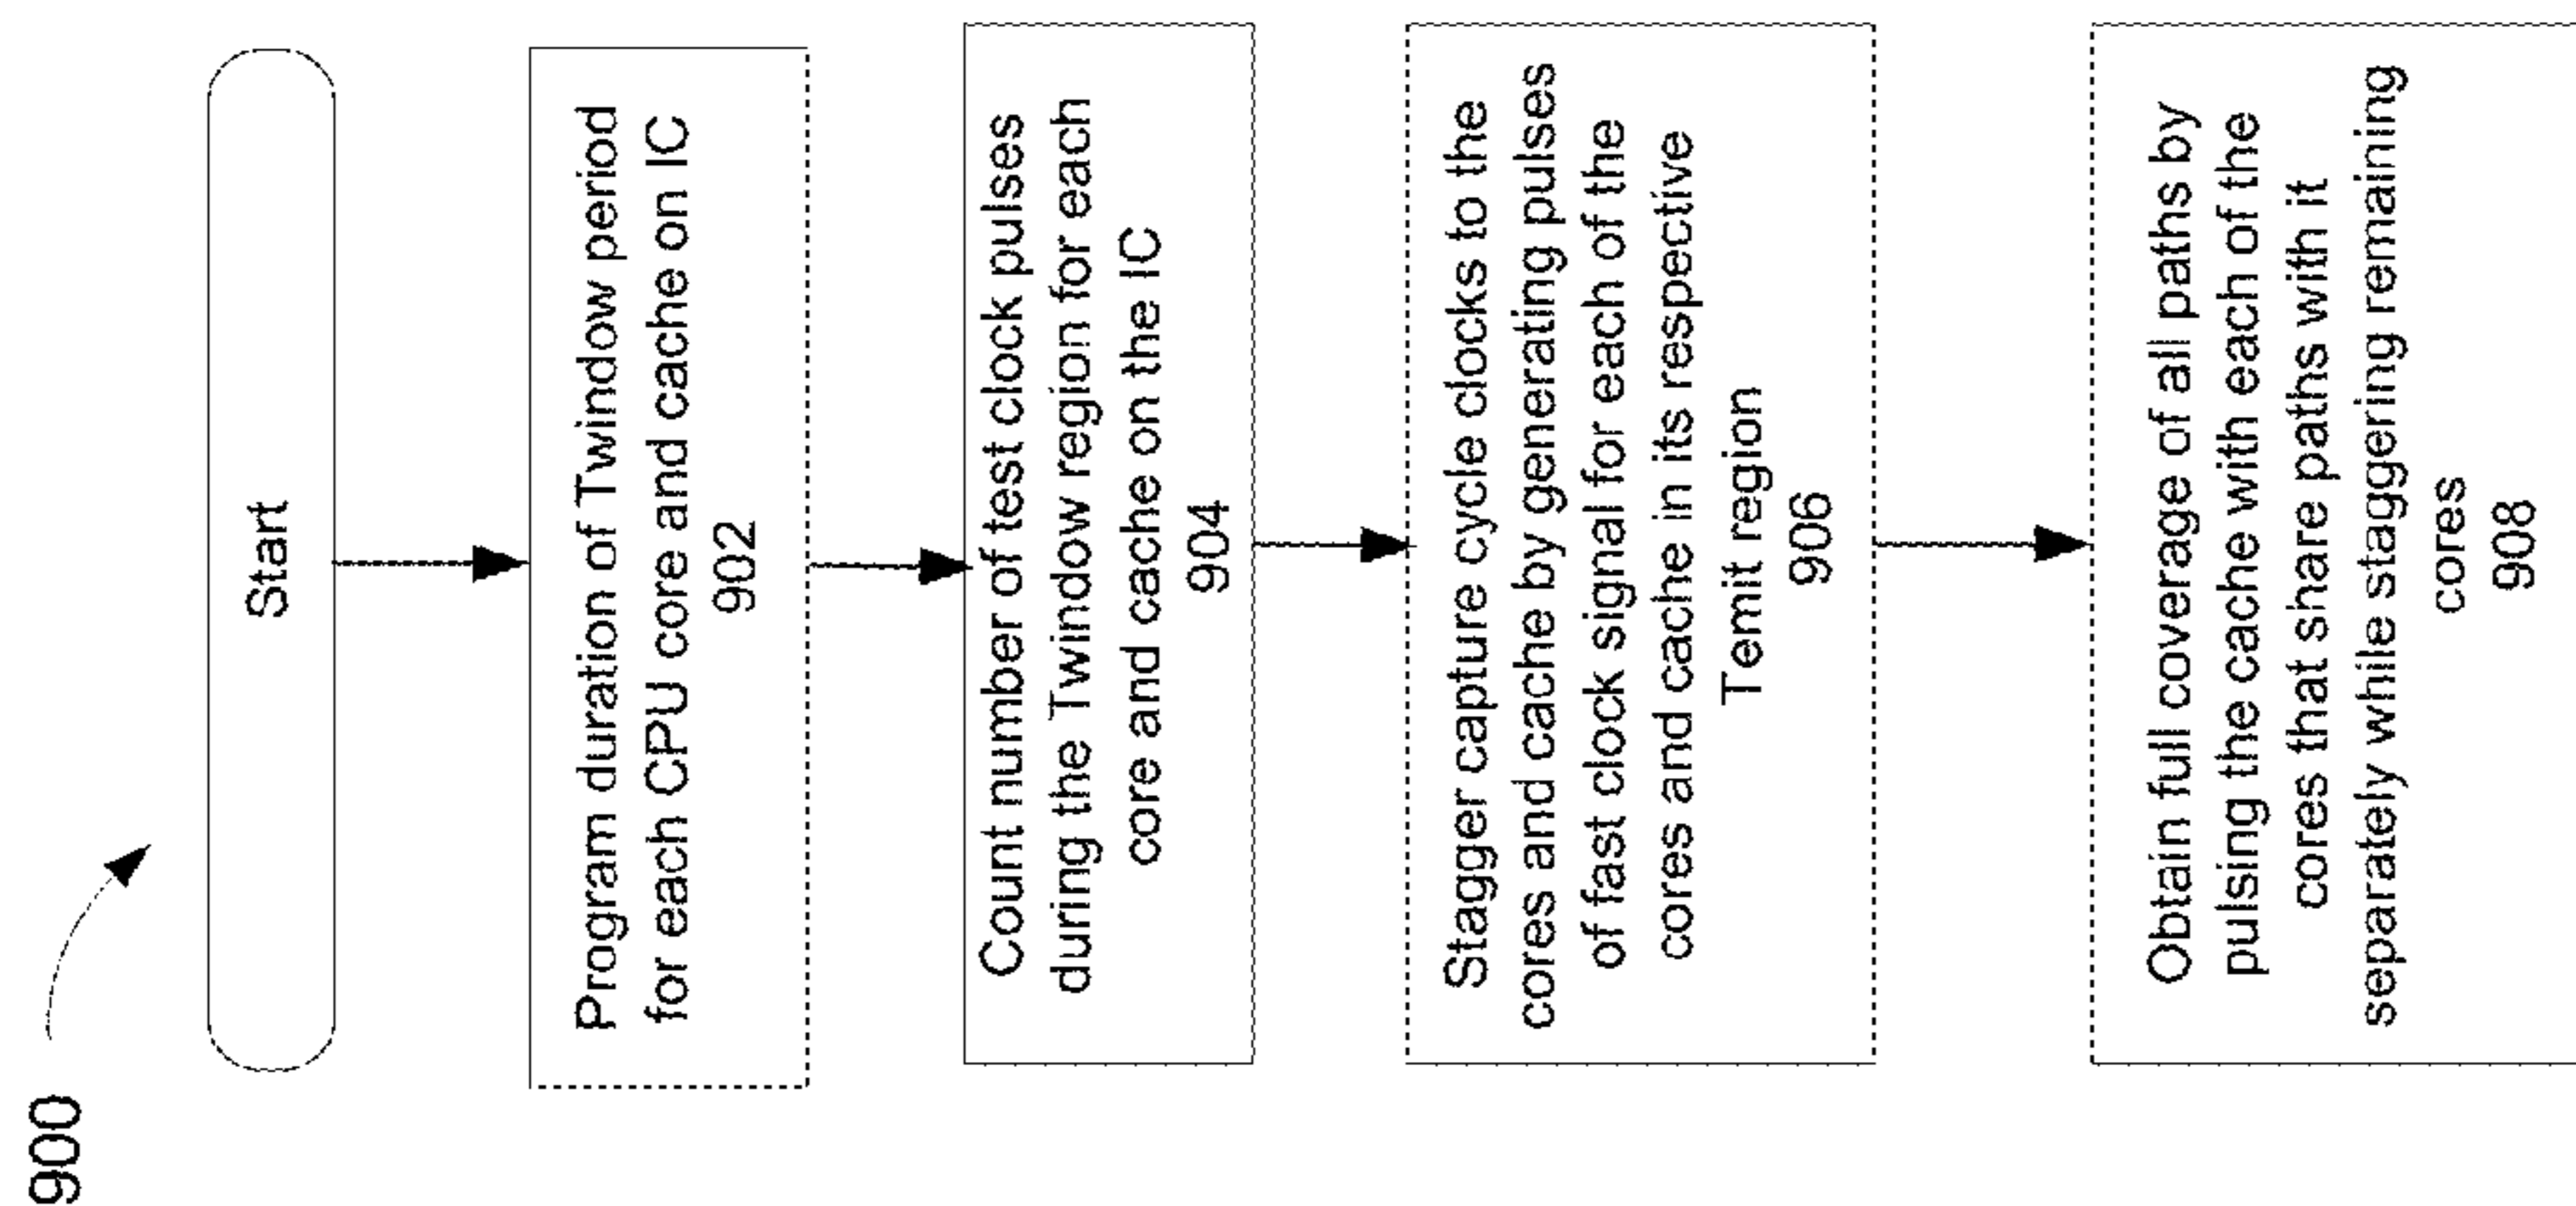 900
Start
Program duration of Twindow period
for each CPU core and cache on IC
902
Count number of test clock pulses
during the Twindow region for each
core and cache on the IC
904
Stagger capture cycle clocks to the
cores and cache by generating pulses
of fast clock signal for each of the
cores and cache in its respective
Temit region
906
Obtain full coverage of all paths by
pulsing the cache with each of the
cores that share paths with it
separately while staggering remaining
cores
908